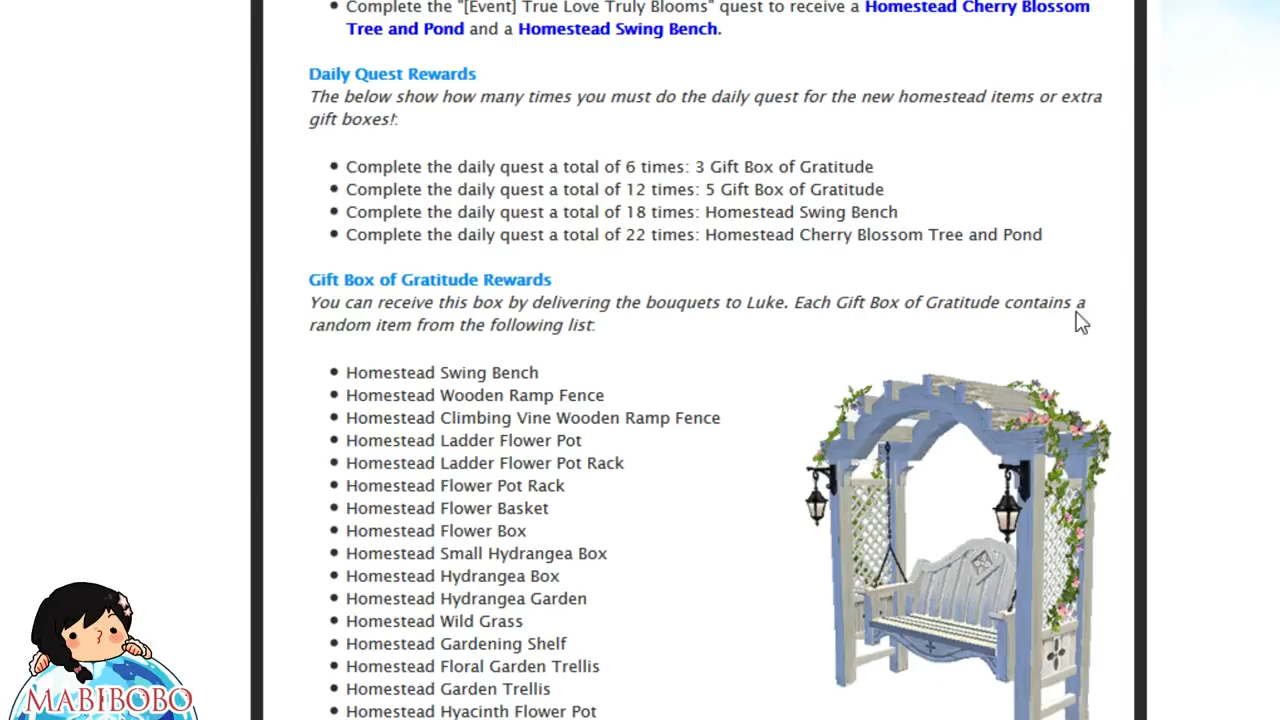 Complete the "[Event] True Love Truly Blooms" quest to receive a Homestead Cherry Blossom
Tree and Pond and a Homestead Swing Bench.
Daily Quest Rewards
The below show how many times you must do the daily quest for the new homestead items or extra
gift boxes!:
Complete the daily quest a total of 6 times: 3 Gift Box of Gratitude
Complete the daily quest a total of 12 times: 5 Gift Box of Gratitude
Complete the daily quest a total of 18 times: Homestead Swing Bench
Complete the daily quest a total of 22 times: Homestead Cherry Blossom Tree and Pond
Gift Box of Gratitude Rewards
You can receive this box by delivering the bouquets to Luke. Each Gift Box of Gratitude contains a
random item from the following list:
Homestead Swing Bench
Homestead Wooden Ramp Fence
Homestead Climbing Vine Wooden Ramp Fence
Homestead Ladder Flower Pot
Homestead Ladder Flower Pot Rack
Homestead Flower Pot Rack
Homestead Flower Basket
Homestead Flower Box
Homestead Small Hydrangea Box
Homestead Hydrangea Box
Homestead Hydrangea Garden
Homestead Wild Grass
Homestead Gardening Shelf
Homestead Floral Garden Trellis
Homestead Garden Trellis
Homestead Hyacinth Flower Pot
MABIBOBO